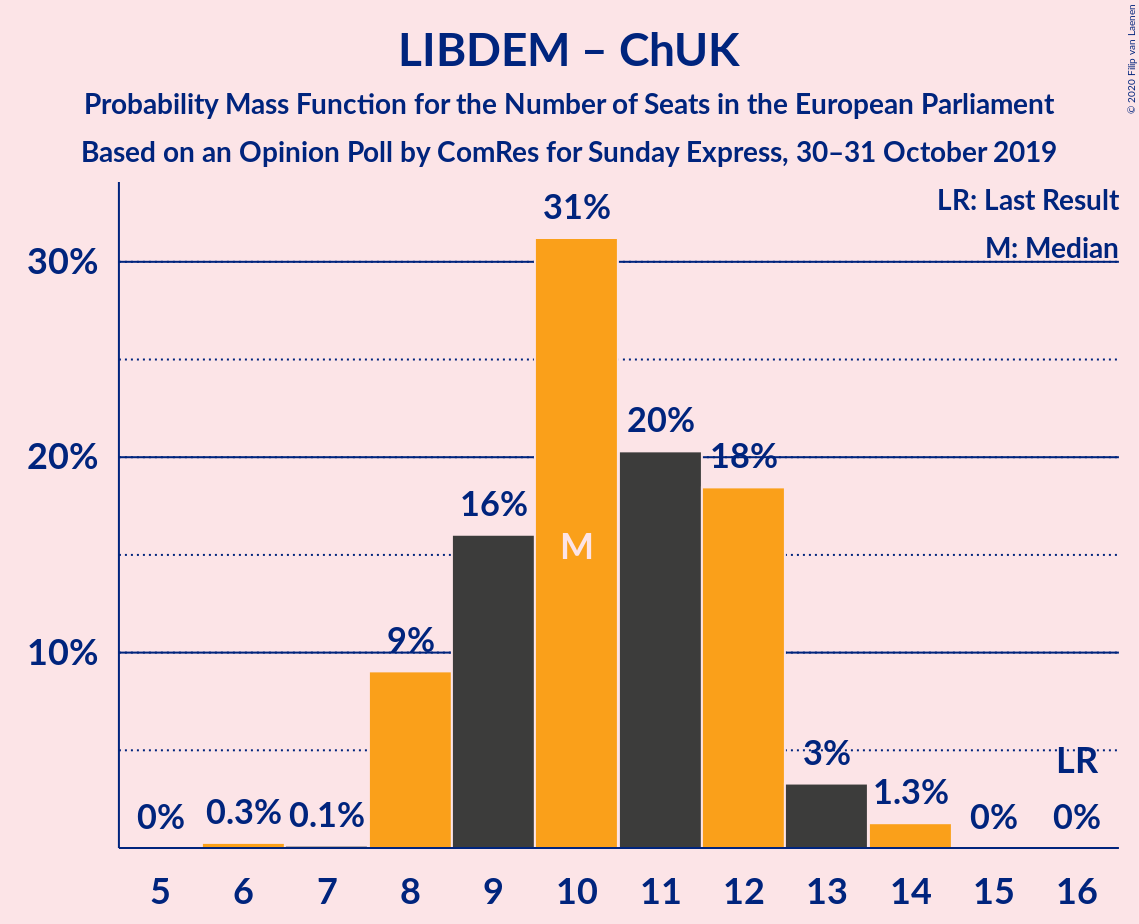 LIBDEM – ChUK
Probability Mass Function for the Number of Seats in the European Parliament
Based on an Opinion Poll by ComRes for Sunday Express, 30–31 October 2019
© 2020 Filip van Laenen
LR: Last Result
M: Median
30%
20%
10%
0%
0.3%
0.1%
9%
16%
31%
M
20%
18%
3%
1.3%
0%
LR
0%
5 6 7 8 9 10 11 12 13 14 15 16